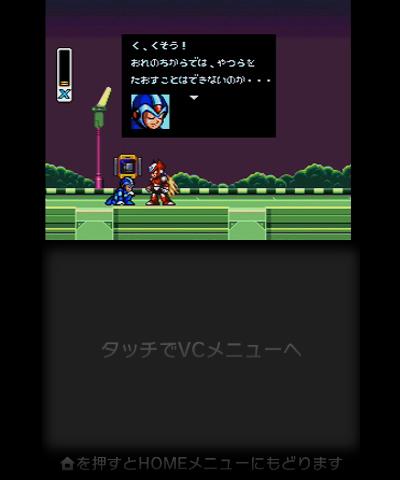 く、くそう!
おれのちからでは、やつらを
たおすことはできないのか・・・
X
タッチでVCメニューへ
を押すとHOMEメニューにもどります